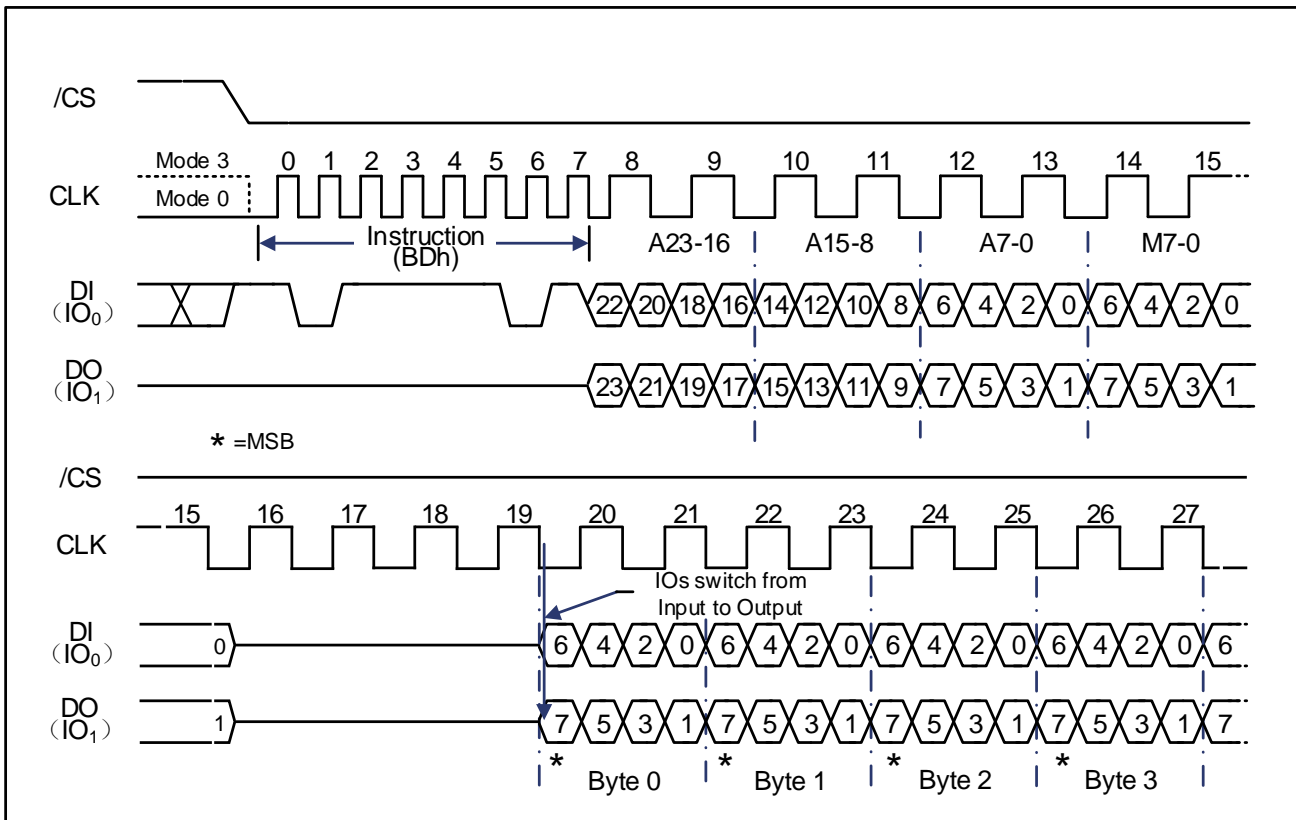 /CS
Mode 3
0 1 2 3 4 5 6 7 8 9 10 11 12 13 14 15
CLK
Mode 0
Instruction
(BDh)
A23-16 A15-8 A7-0 M7-0
DI
(IO0)
22 20 18 16 14 12 10 8 6 4 2 0 6 4 2 0
DO
(IO1)
23 21 19 17 15 13 11 9 7 5 3 1 7 5 3 1
* =MSB
/CS
15 16 17 18 19 20 21 22 23 24 25 26 27
CLK
IOs switch from
Input to Output
DI
(IO0)
0 6 4 2 0 6 4 2 0 6 4 2 0 6 4 2 0 6
DO
(IO1)
1 7 5 3 1 7 5 3 1 7 5 3 1 7 5 3 1 7
* * * *
Byte 0 Byte 1 Byte 2 Byte 3